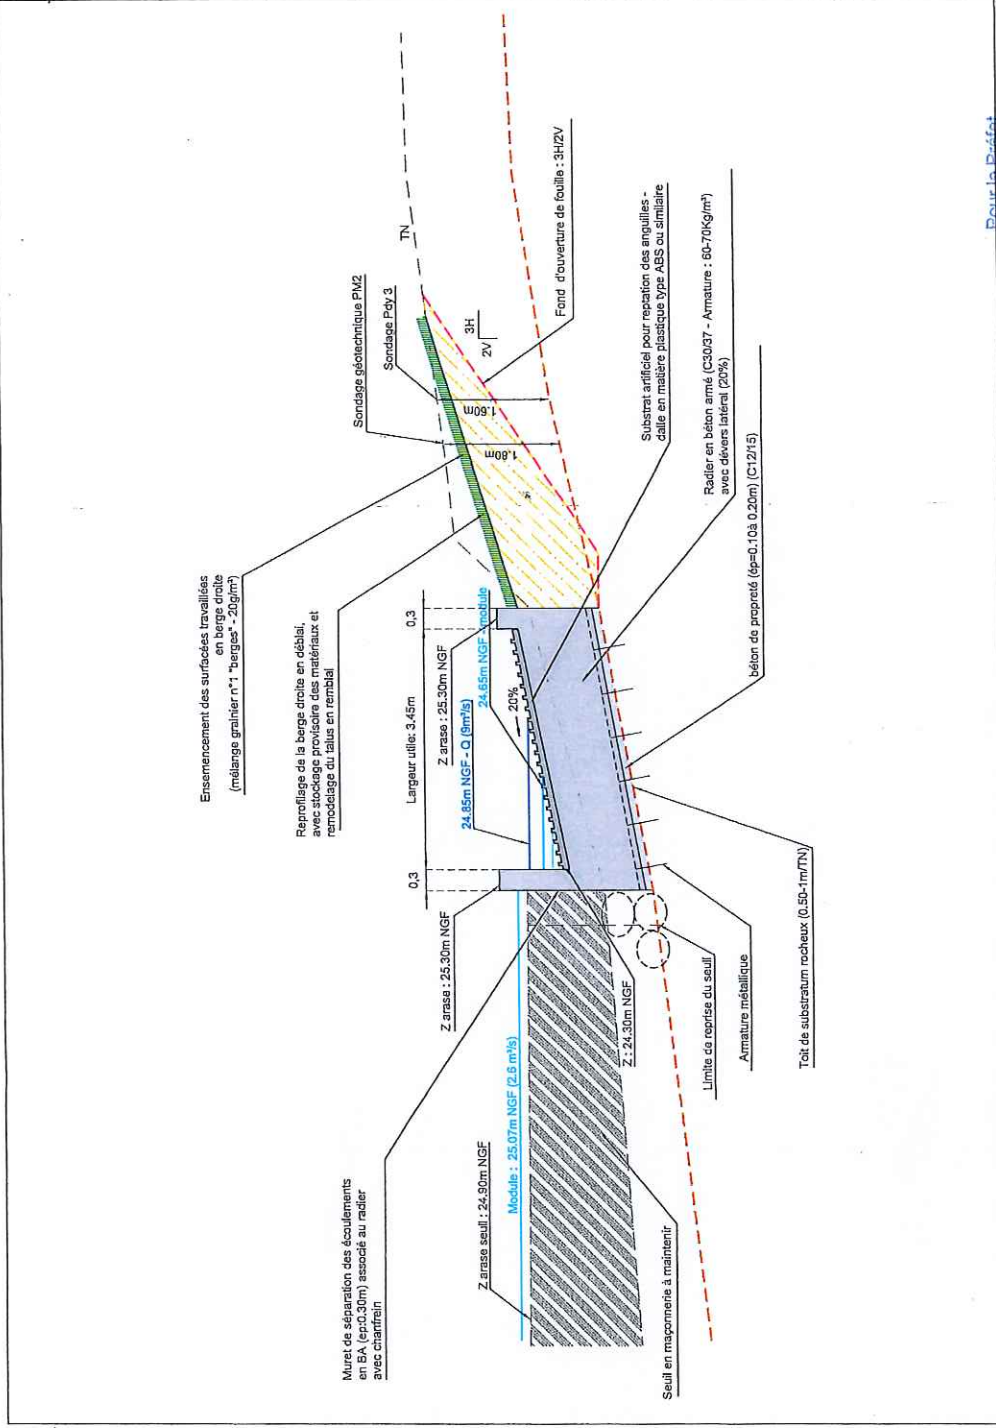 Ensemencement des surfacées travaillées
en berge droite
(mélange grainier n°1 "berges" - 20g/m²)
Reprofilage de la berge droite en déblai,
avec stockage provisoire des matériaux et
remodelage du talus en remblai
Muret de séparation des écoulements
en BA (ep:0.30m) associé au radier
avec chanfrein
Sondage géotechnique PM2
Sondage Pdy 3
TN
0,3
Largeur utile: 3.45m
0,3
Z arase : 25.30m NGF
Z arase : 25.30m NGF
24.85m NGF - Q (9m³/s)
24.65m NGF - module
20%
Z arase seuil : 24.90m NGF
Module : 25.07m NGF (2.6 m³/s)
1.80m
1.60m
3H
2V
Fond d'ouverture de fouille : 3H/2V
Z : 24.30m NGF
Substrat artificiel pour reptation des anguilles -
dalle en matière plastique type ABS ou similaire
Radier en béton armé (C30/37 - Armature : 60-70Kg/m³)
avec dévers latéral (20%)
béton de propreté (ép=0.10à 0.20m) (C12/15)
Seuil en maçonnerie à maintenir
Limite de reprise du seuil
Armature métallique
Toit de substratum rocheux (0.50-1m/TN)
Pour le Préfet